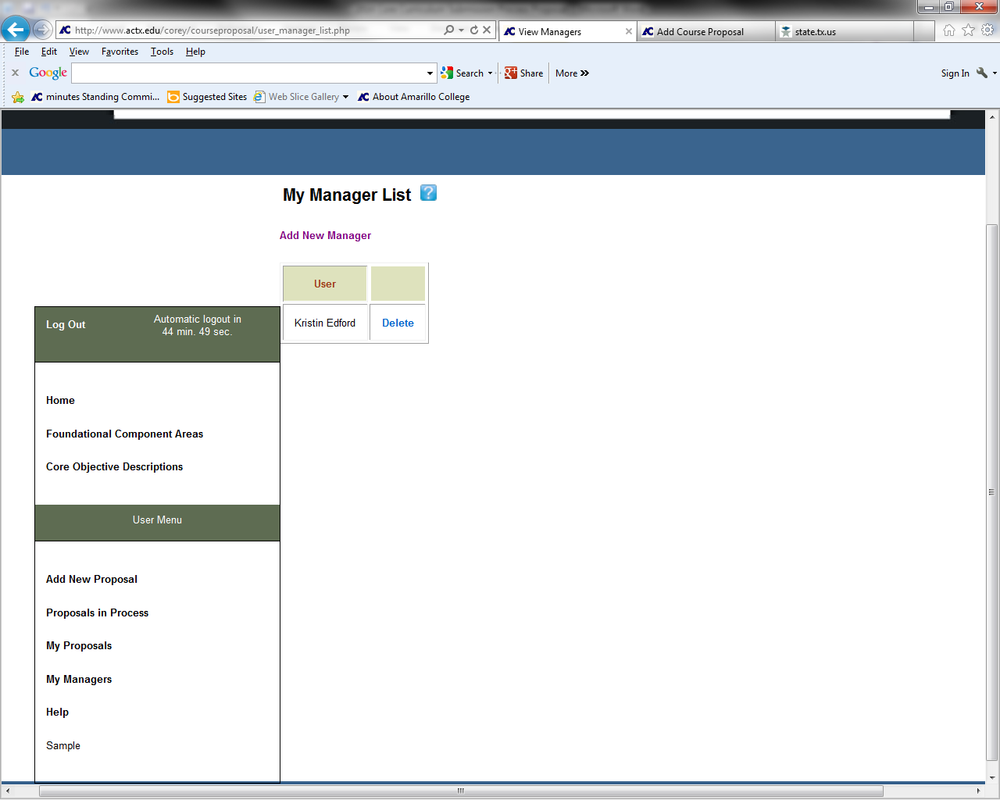 http://www.actx.edu/corey/courseproposal/user_manager_list.php
View Managers
Add Course Proposal
state.tx.us
File Edit View Favorites Tools Help
Google Search Share More Sign In
minutes Standing Commi... Suggested Sites Web Slice Gallery About Amarillo College
My Manager List ?
Add New Manager
User
Kristin Edford Delete
Log Out
Automatic logout in
44 min. 49 sec.
Home
Foundational Component Areas
Core Objective Descriptions
User Menu
Add New Proposal
Proposals in Process
My Proposals
My Managers
Help
Sample